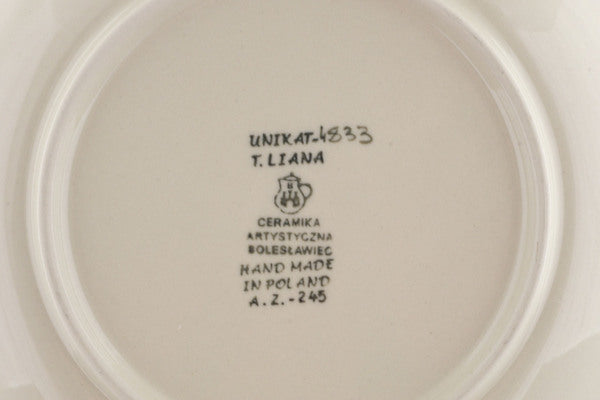 UNIKAT-4833
T. LIANA
B
CERAMIKA
ARTYSTYCZNA
BOLESŁAWIEC
HAND MADE
IN POLAND
A.Z.-245